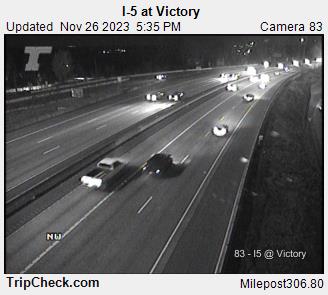 I-5 at Victory
Updated Nov 26 2023 5:35 PM Camera 83
NW
83 - I5 @ Victory
TripCheck.com Milepost306.80